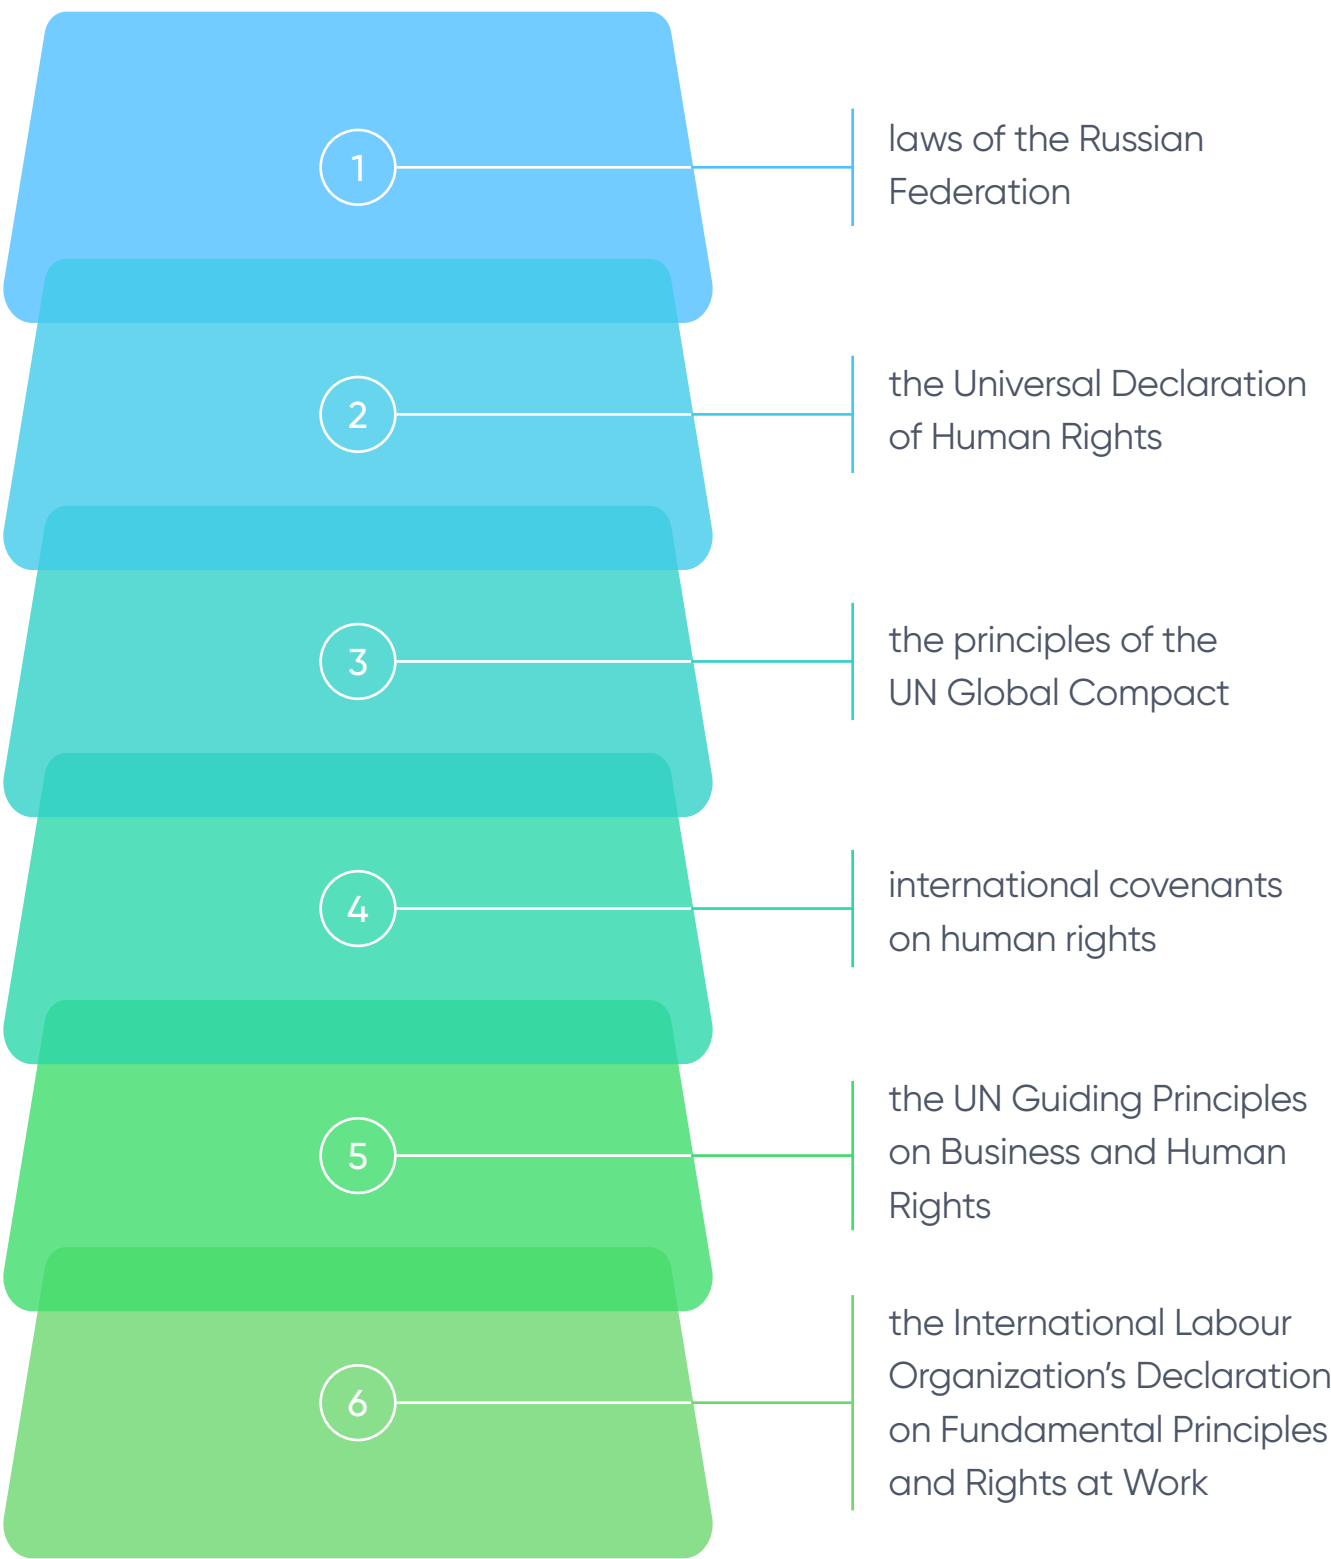 1
laws of the Russian
Federation
2
the Universal Declaration
of Human Rights
3
the principles of the
UN Global Compact
4
international covenants
on human rights
5
the UN Guiding Principles
on Business and Human
Rights
6
the International Labour
Organization’s Declaration
on Fundamental Principles
and Rights at Work